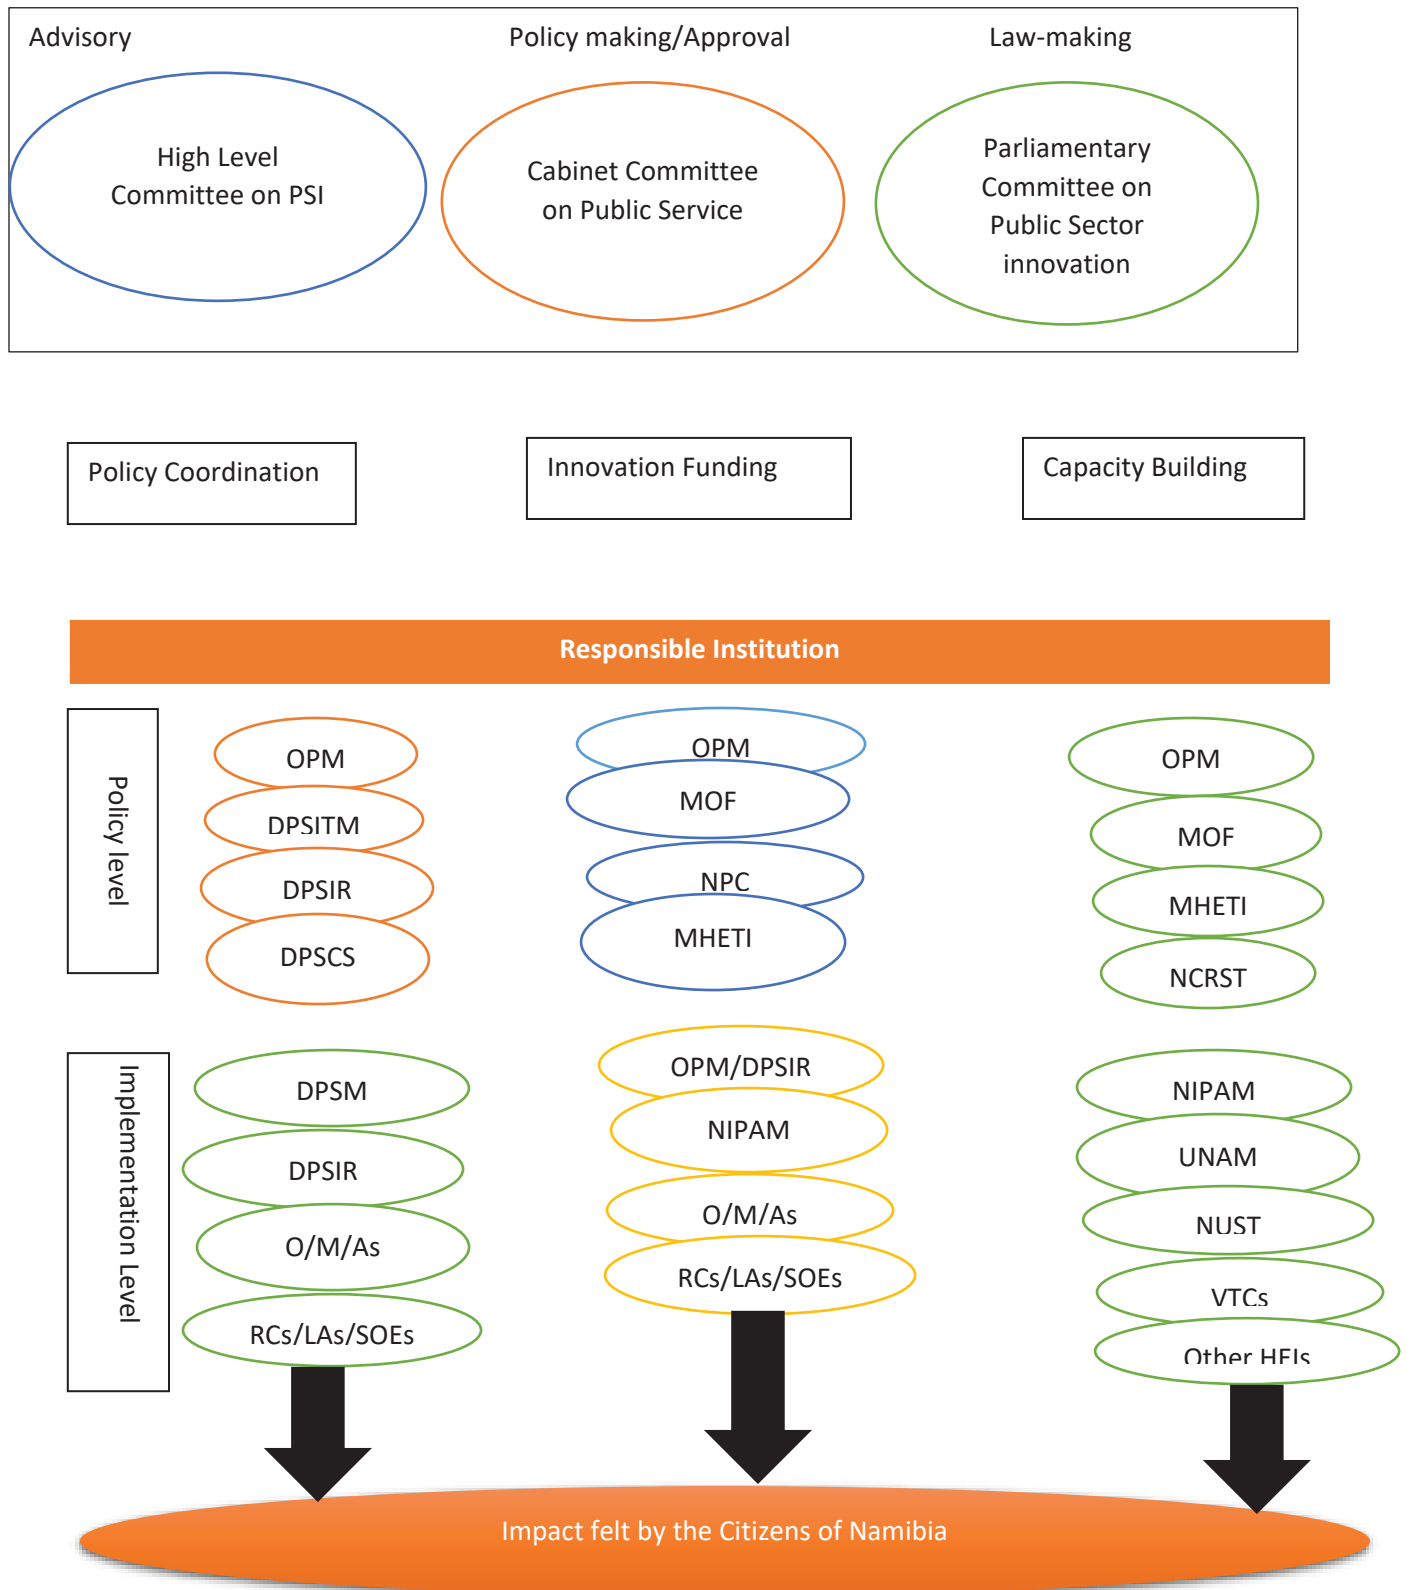 Advisory
Policy making/Approval
Law-making
High Level
Committee on PSI
Cabinet Committee
on Public Service
Parliamentary
Committee on
Public Sector
innovation
Policy Coordination
Innovation Funding
Capacity Building
Responsible Institution
Policy level
OPM
DPSITM
DPSIR
DPSCS
OPM
MOF
NPC
MHETI
OPM
MOF
MHETI
NCRST
Implementation Level
DPSM
DPSIR
O/M/As
RCs/LAs/SOEs
OPM/DPSIR
NIPAM
O/M/As
RCs/LAs/SOEs
NIPAM
UNAM
NUST
VTCs
Other HEIs
Impact felt by the Citizens of Namibia